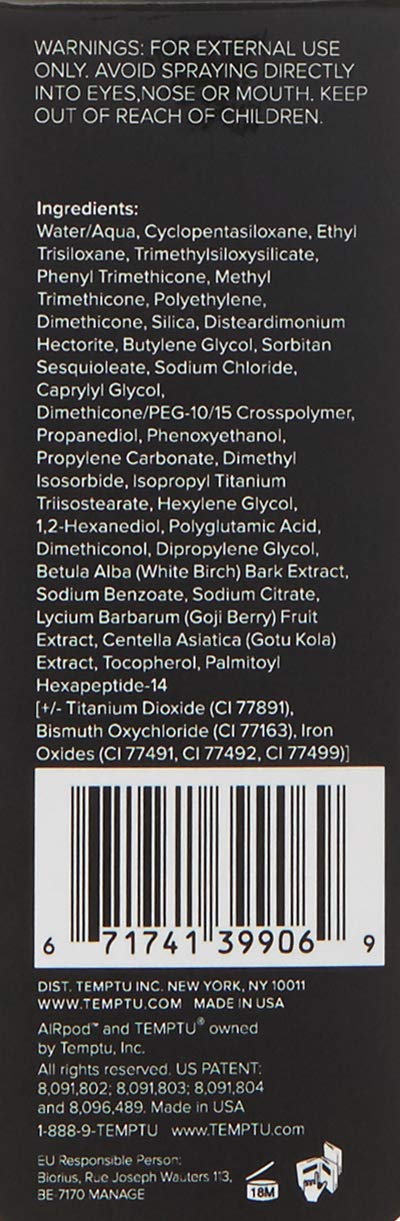 WARNINGS: FOR EXTERNAL USE
ONLY. AVOID SPRAYING DIRECTLY
INTO EYES,NOSE OR MOUTH. KEEP
OUT OF REACH OF CHILDREN.
Ingredients:
Water/Aqua, Cyclopentasiloxane, Ethyl
Trisiloxane, Trimethylsiloxysilicate,
Phenyl Trimethicone, Methyl
Trimethicone, Polyethylene,
Dimethicone, Silica, Disteardimonium
Hectorite, Butylene Glycol, Sorbitan
Sesquioleate, Sodium Chloride,
Caprylyl Glycol,
Dimethicone/PEG-10/15 Crosspolymer,
Propanediol, Phenoxyethanol,
Propylene Carbonate, Dimethyl
Isosorbide, Isopropyl Titanium
Triisostearate, Hexylene Glycol,
1,2-Hexanediol, Polyglutamic Acid,
Dimethiconol, Dipropylene Glycol,
Betula Alba (White Birch) Bark Extract,
Sodium Benzoate, Sodium Citrate,
Lycium Barbarum (Goji Berry) Fruit
Extract, Centella Asiatica (Gotu Kola)
Extract, Tocopherol, Palmitoyl
Hexapeptide-14
[+/- Titanium Dioxide (CI 77891),
Bismuth Oxychloride (CI 77163), Iron
Oxides (CI 77491, CI 77492, CI 77499)]
6 71741 39906 9
DIST. TEMPTU INC. NEW YORK, NY 10011
WWW.TEMPTU.COM MADE IN USA
AIRpod™ and TEMPTU® owned
by Temptu, Inc.
All rights reserved. US PATENT:
8,091,802; 8,091,803; 8,091,804
and 8,096,489. Made in USA
1-888-9-TEMPTU www.TEMPTU.com
EU Responsible Person:
Biorius, Rue Joseph Wauters 113,
BE-7170 MANAGE
18M